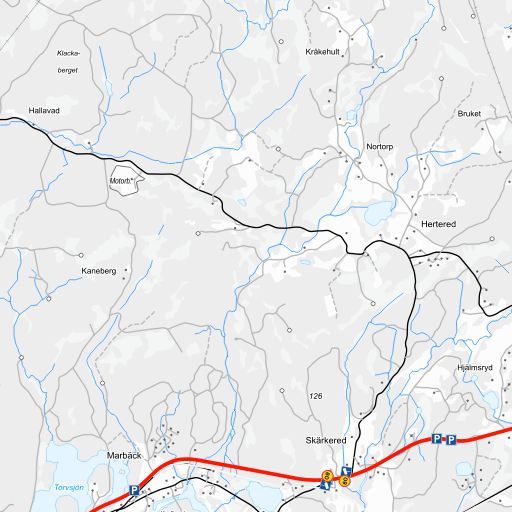 Klacka-
berget
Kråkehult
Hallavad
Bruket
Nortorp
Motorb.
Hertered
Kaneberg
Hjälmsryd
126
Skärkered
Marbäck
Torvsjön
P
P
P